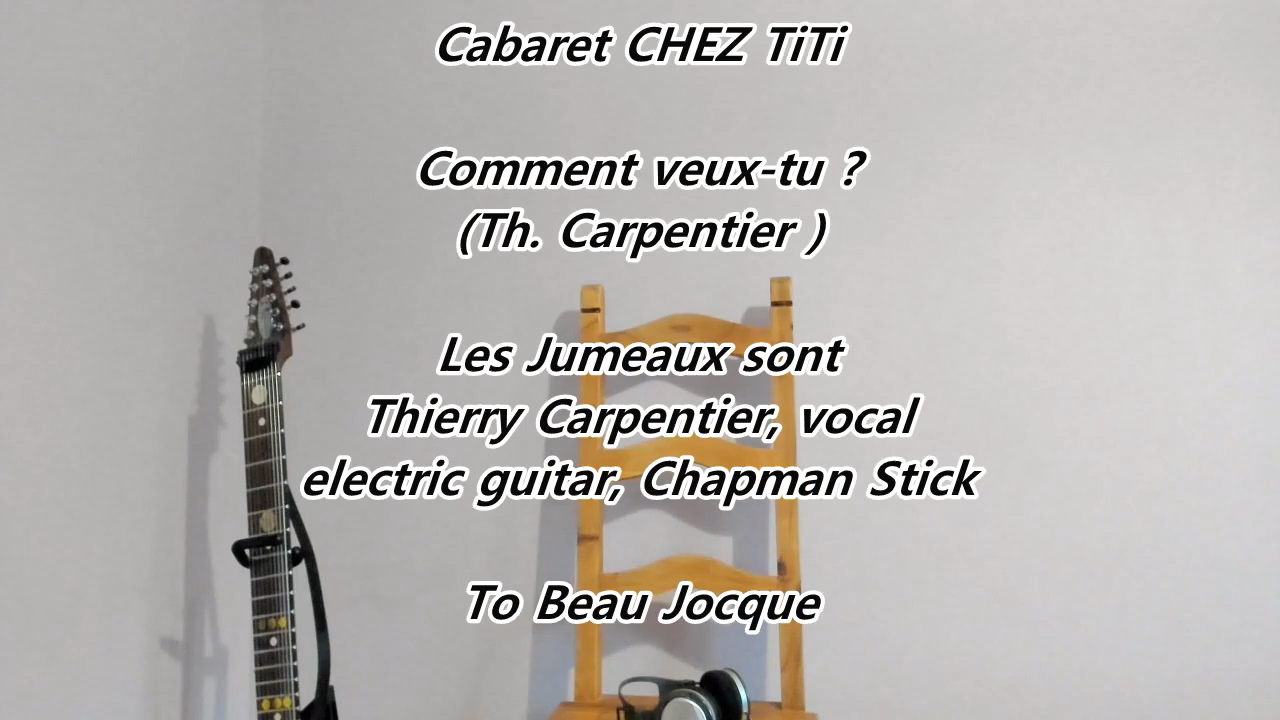 Cabaret CHEZ TiTi
Comment veux-tu ?
(Th. Carpentier )
Les Jumeaux sont
Thierry Carpentier, vocal
electric guitar, Chapman Stick
To Beau Jocque